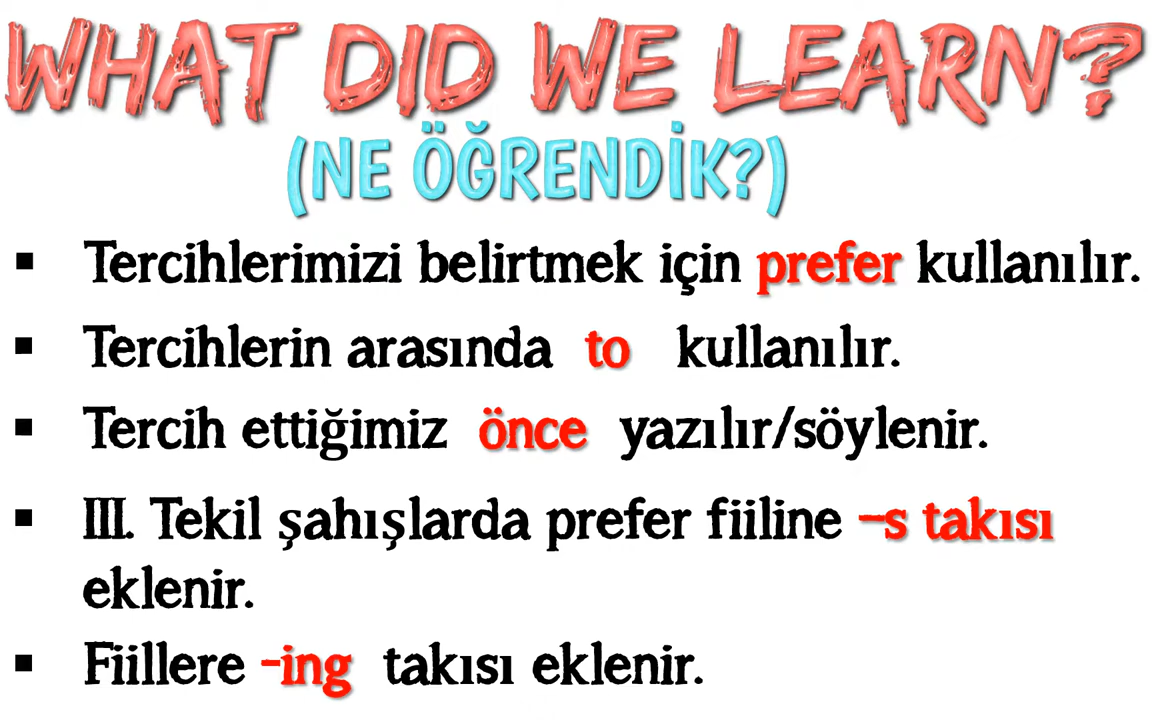 WHAT DID WE LEARN?
(NE ÖĞRENDİK?)
▪ Tercihlerimizi belirtmek için prefer kullanılır.
▪ Tercihlerin arasında to kullanılır.
▪ Tercih ettiğimiz önce yazılır/söylenir.
▪ III. Tekil şahışlarda prefer fiiline –s takısı
eklenir.
▪ Fiillere -ing takısı eklenir.